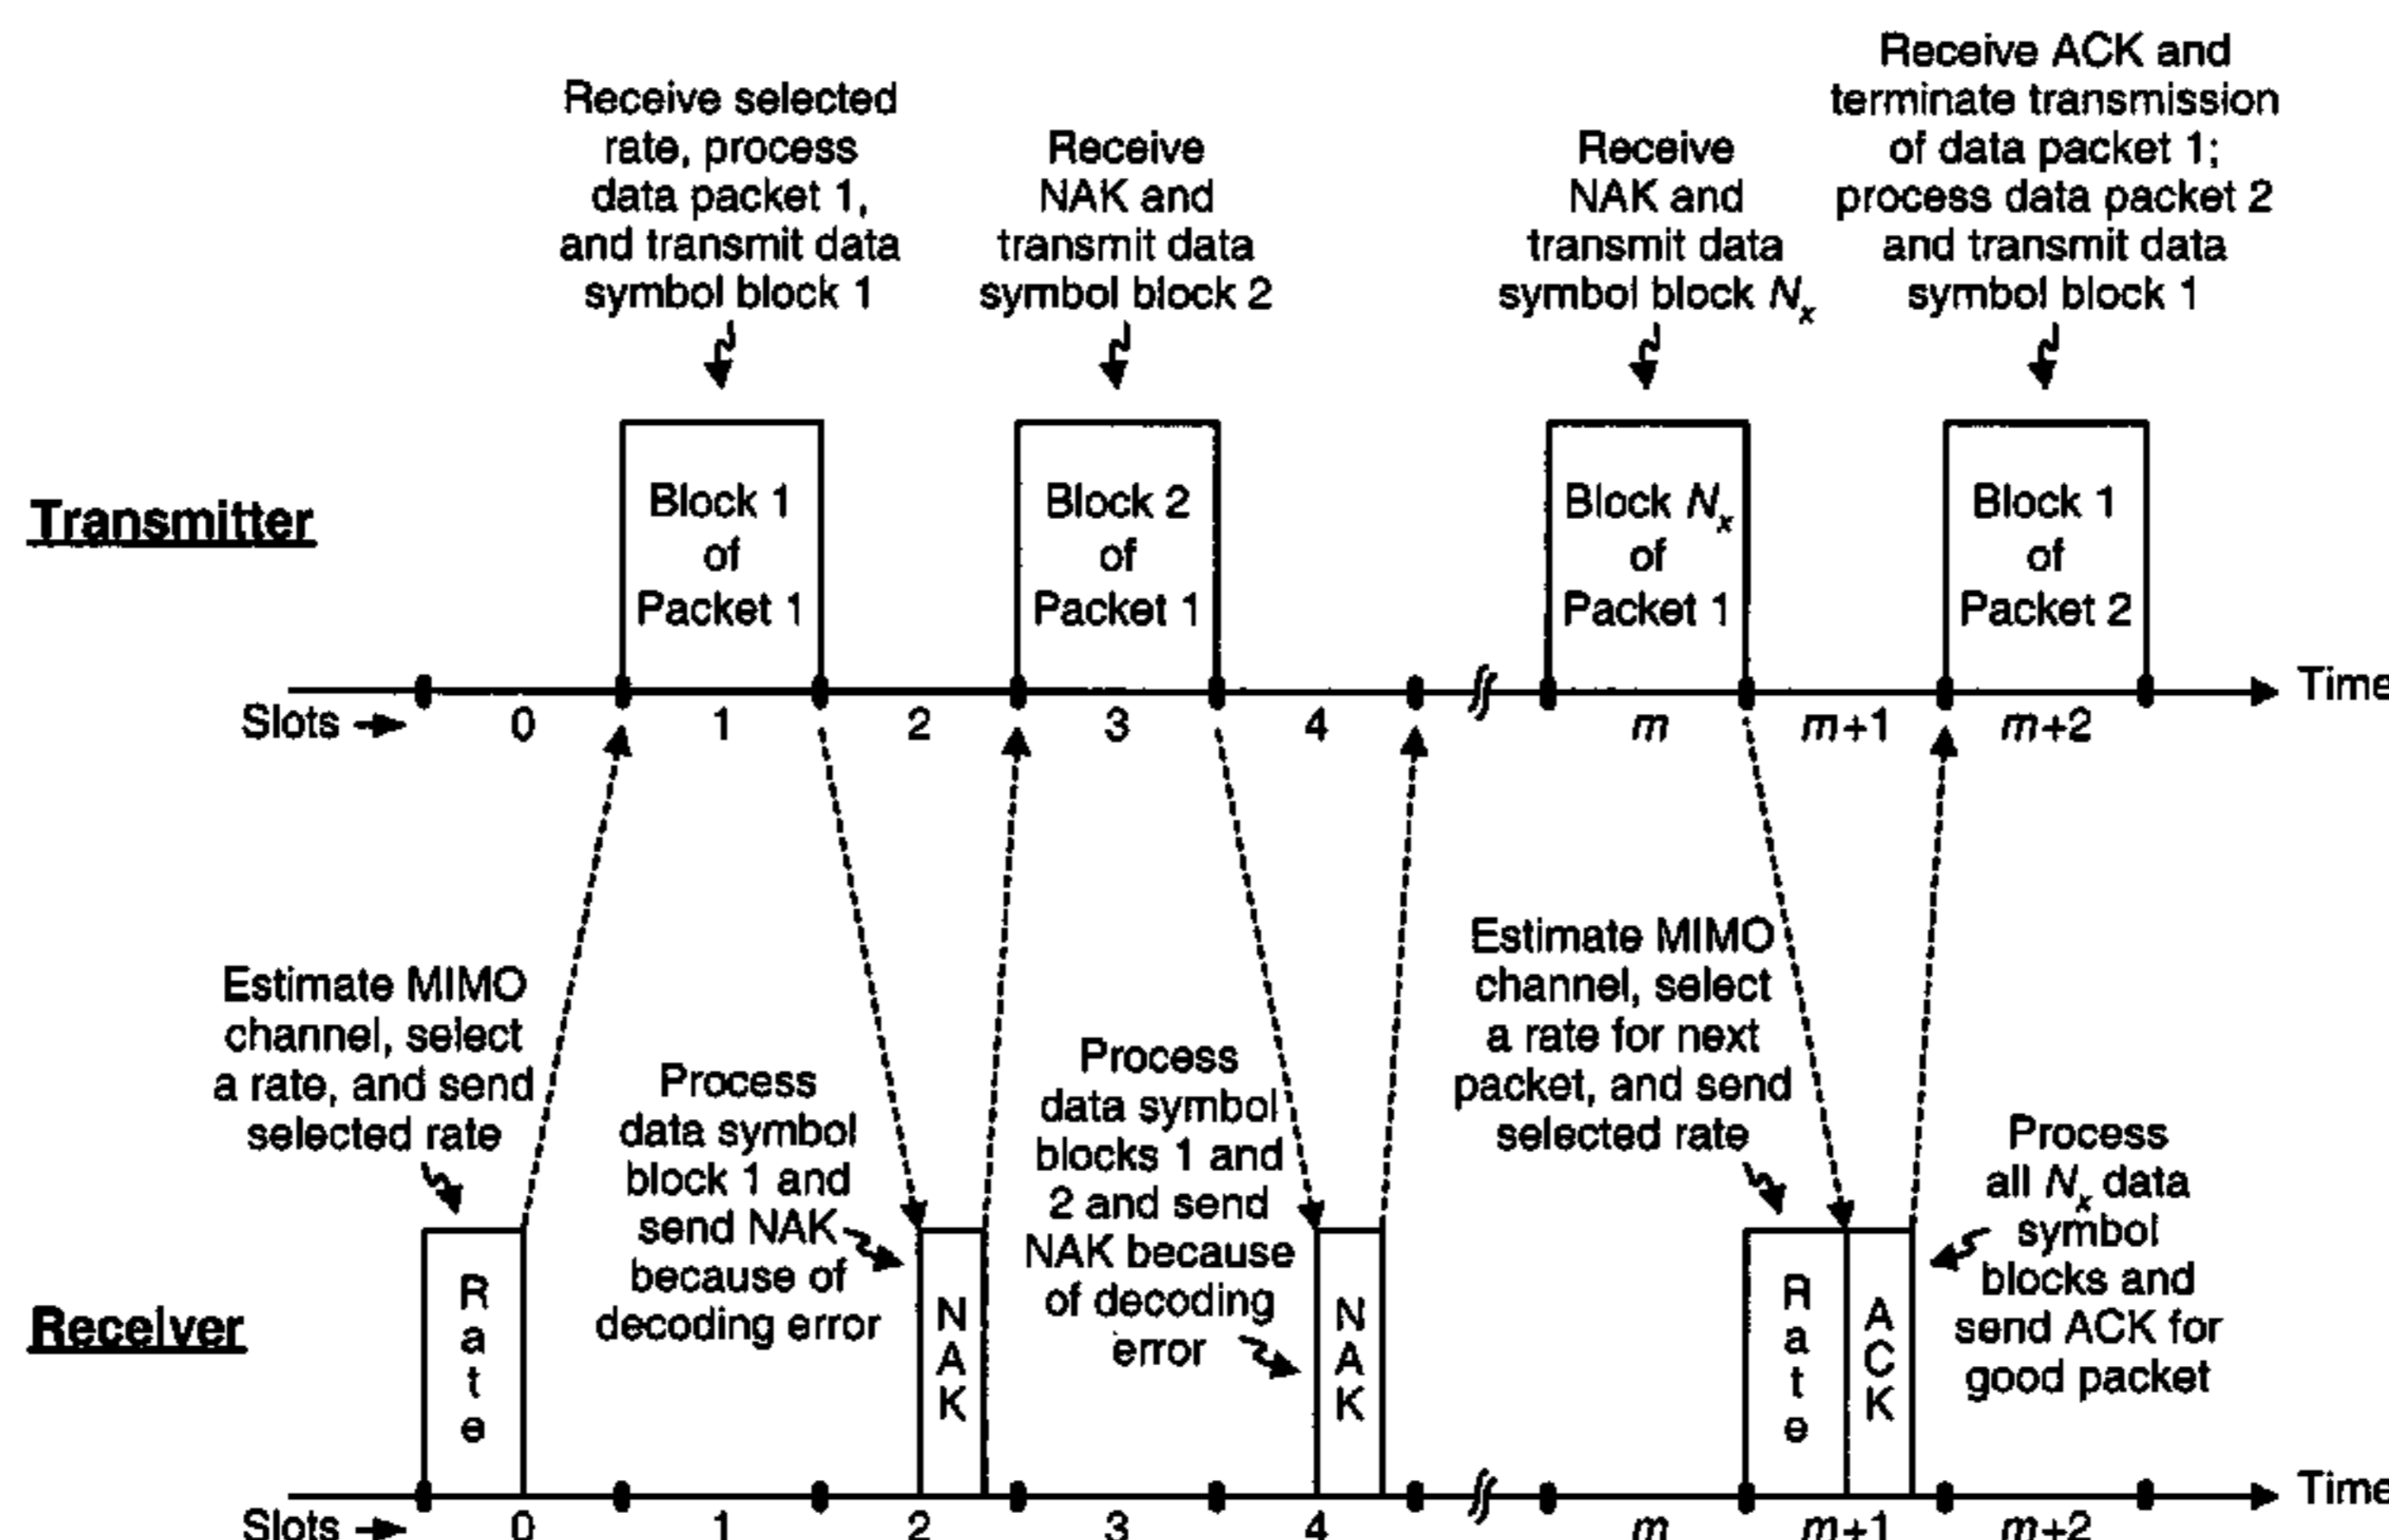 Receive selected
rate, process
data packet 1,
and transmit data
symbol block 1
Receive
NAK and
transmit data
symbol block 2
Receive
NAK and
transmit data
symbol block Nx
Receive ACK and
terminate transmission
of data packet 1;
process data packet 2
and transmit data
symbol block 1
Transmitter
Block 1
of
Packet 1
Block 2
of
Packet 1
Block Nx
of
Packet 1
Block 1
of
Packet 2
Time
Slots
0
1
2
3
4
m
m+1
m+2
Estimate MIMO
channel, select
a rate, and send
selected rate
Process
data symbol
block 1 and
send NAK
because of
decoding error
Process
data symbol
blocks 1 and
2 and send
NAK because
of decoding
error
Estimate MIMO
channel, select
a rate for next
packet, and send
selected rate
Process
all Nx data
symbol
blocks and
send ACK for
good packet
Receiver
Rate
NAK
NAK
Rate
ACK
Time
Slots
0
1
2
3
4
m
m+1
m+2